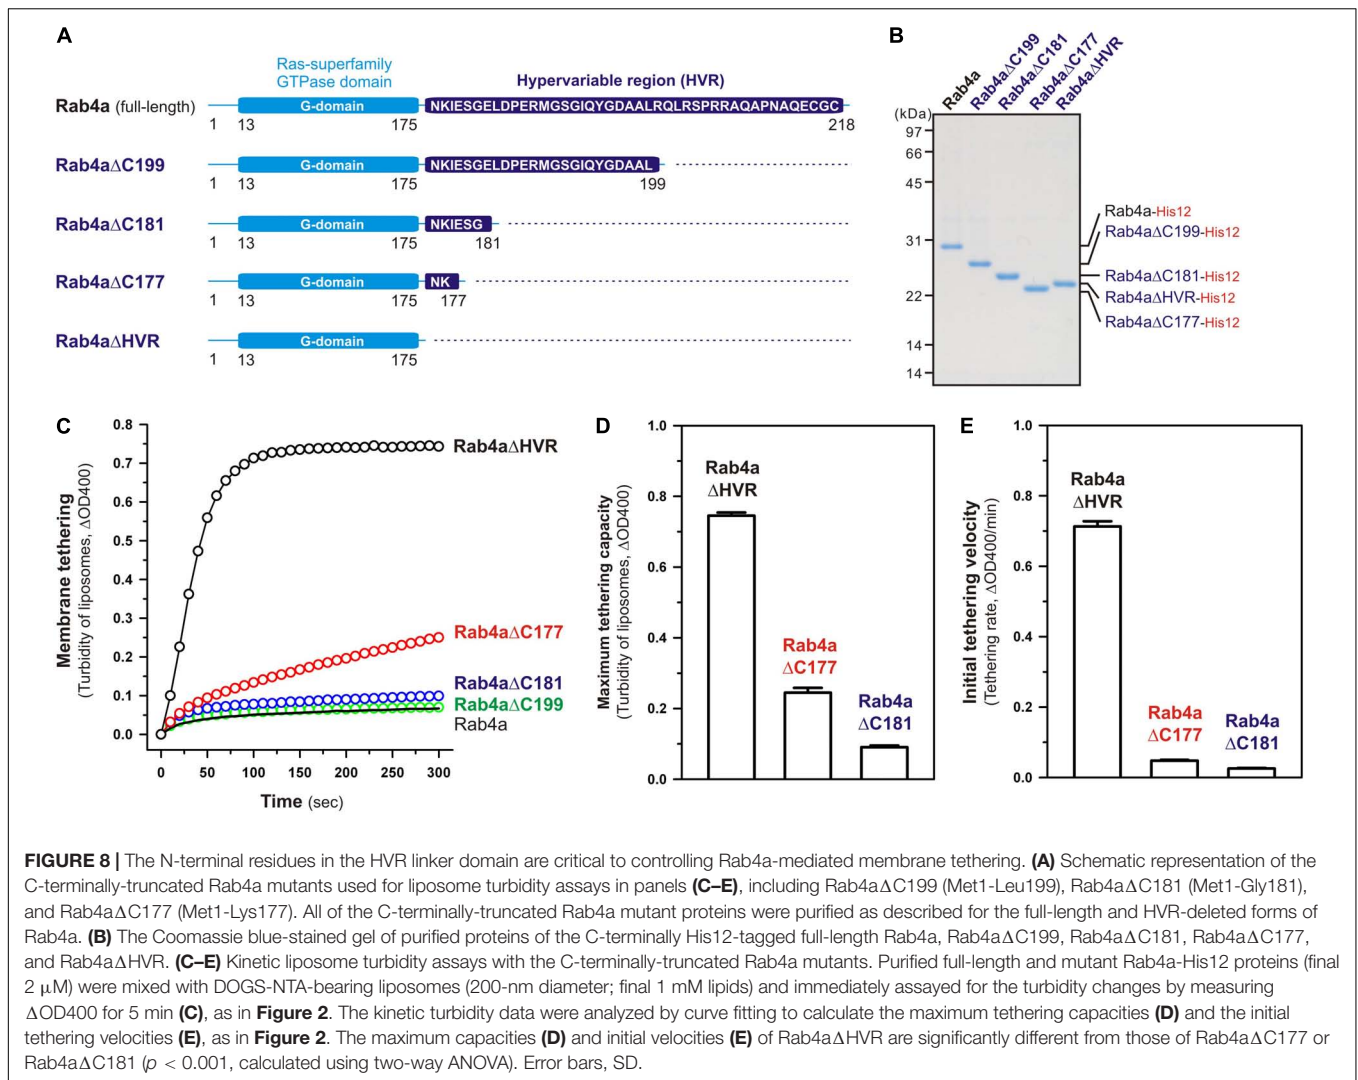 A
Ras-superfamily
GTPase domain
Hypervariable region (HVR)
Rab4a (full-length)
G-domain
NKIESGELDPERMGSGIQYGDAALRQLRSPRRAQAPNAQECGC
1 13 175 218
Rab4aΔC199
G-domain
NKIESGELDPERMGSGIQYGDAAL
1 13 175 199
Rab4aΔC181
G-domain
NKIESG
1 13 175 181
Rab4aΔC177
G-domain
NK
1 13 175 177
Rab4aΔHVR
G-domain
1 13 175
B
Rab4a
Rab4aΔC199
Rab4aΔC181
Rab4aΔC177
Rab4aΔHVR
(kDa)
97
66
45
31
22
14
14
Rab4a-His12
Rab4aΔC199-His12
Rab4aΔC181-His12
Rab4aΔHVR-His12
Rab4aΔC177-His12
C
Membrane tethering
(Turbidity of liposomes, ΔOD400)
0.8
0.7
0.6
0.5
0.4
0.3
0.2
0.1
0.0
Rab4aΔHVR
Rab4aΔC177
Rab4aΔC181
Rab4aΔC199
Rab4a
0 50 100 150 200 250 300
Time (sec)
D
Maximum tethering capacity
(Turbidity of liposomes, ΔOD400)
1.0
0.8
0.6
0.4
0.2
0.0
Rab4a
ΔHVR
Rab4a
ΔC177
Rab4a
ΔC181
E
Initial tethering velocity
(Tethering rate, ΔOD400/min)
1.0
0.8
0.6
0.4
0.2
0.0
Rab4a
ΔHVR
Rab4a
ΔC177
Rab4a
ΔC181
FIGURE 8 | The N-terminal residues in the HVR linker domain are critical to controlling Rab4a-mediated membrane tethering. (A) Schematic representation of the
C-terminally-truncated Rab4a mutants used for liposome turbidity assays in panels (C–E), including Rab4aΔC199 (Met1-Leu199), Rab4aΔC181 (Met1-Gly181),
and Rab4aΔC177 (Met1-Lys177). All of the C-terminally-truncated Rab4a mutant proteins were purified as described for the full-length and HVR-deleted forms of
Rab4a. (B) The Coomassie blue-stained gel of purified proteins of the C-terminally His12-tagged full-length Rab4a, Rab4aΔC199, Rab4aΔC181, Rab4aΔC177,
and Rab4aΔHVR. (C–E) Kinetic liposome turbidity assays with the C-terminally-truncated Rab4a mutants. Purified full-length and mutant Rab4a-His12 proteins (final
2 μM) were mixed with DOGS-NTA-bearing liposomes (200-nm diameter; final 1 mM lipids) and immediately assayed for the turbidity changes by measuring
ΔOD400 for 5 min (C), as in Figure 2. The kinetic turbidity data were analyzed by curve fitting to calculate the maximum tethering capacities (D) and the initial
tethering velocities (E), as in Figure 2. The maximum capacities (D) and initial velocities (E) of Rab4aΔHVR are significantly different from those of Rab4aΔC177 or
Rab4aΔC181 (p < 0.001, calculated using two-way ANOVA). Error bars, SD.